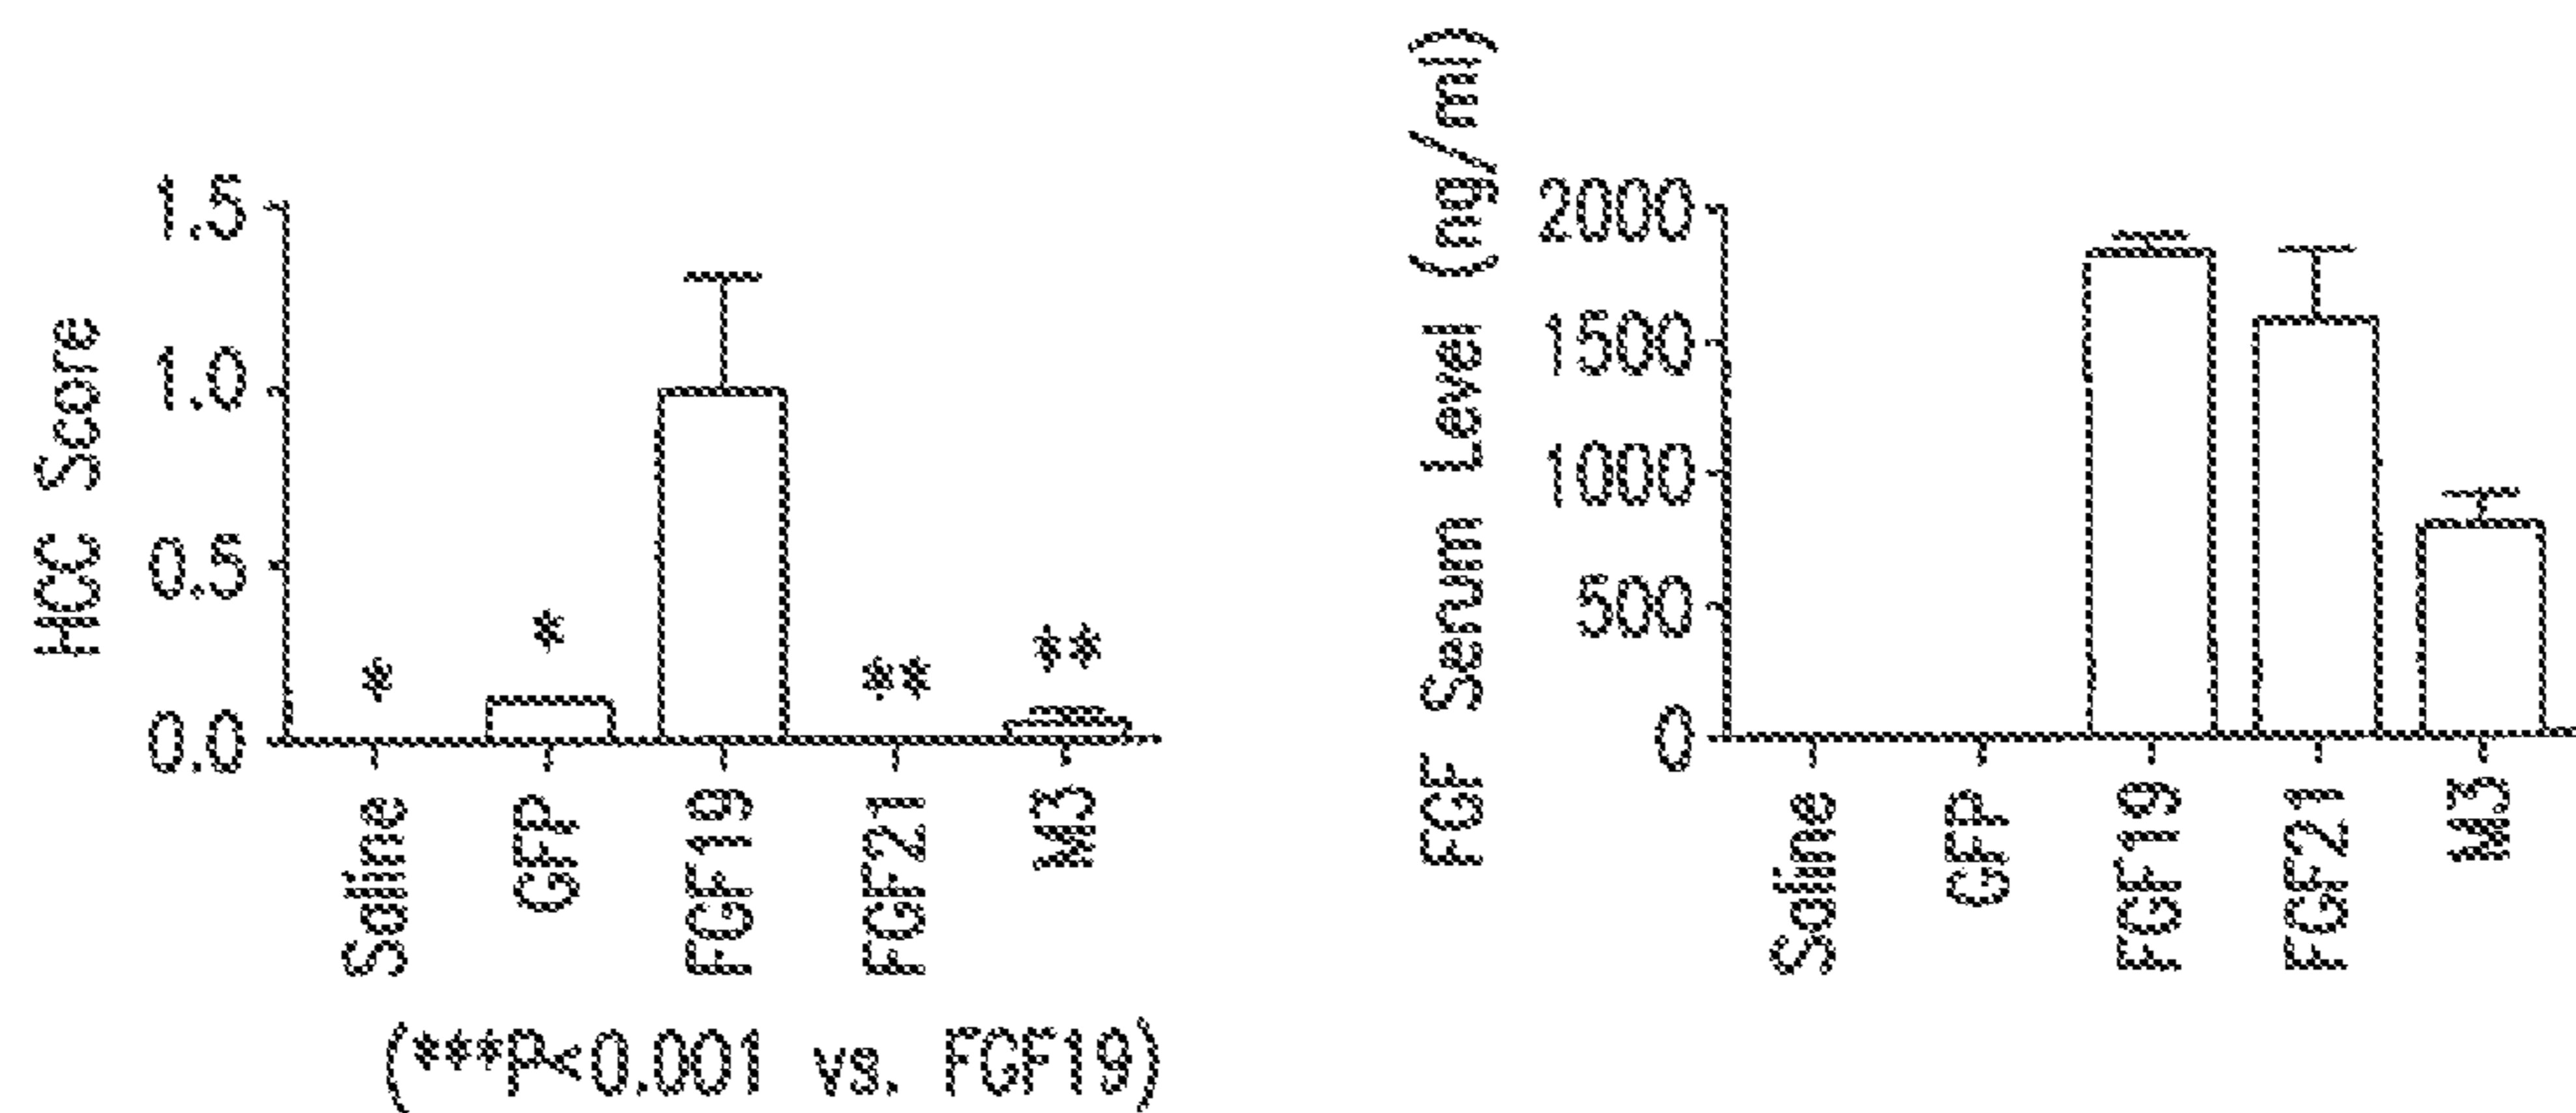 HCC Score
1.5
1.0
0.5
0.0
* * ** **
Saline GFP FGF19 FGF21 M3
(***P<0.001 vs. FGF19)
FGF Serum Level (ng/ml)
2000
1500
1000
500
0
Saline GFP FGF19 FGF21 M3